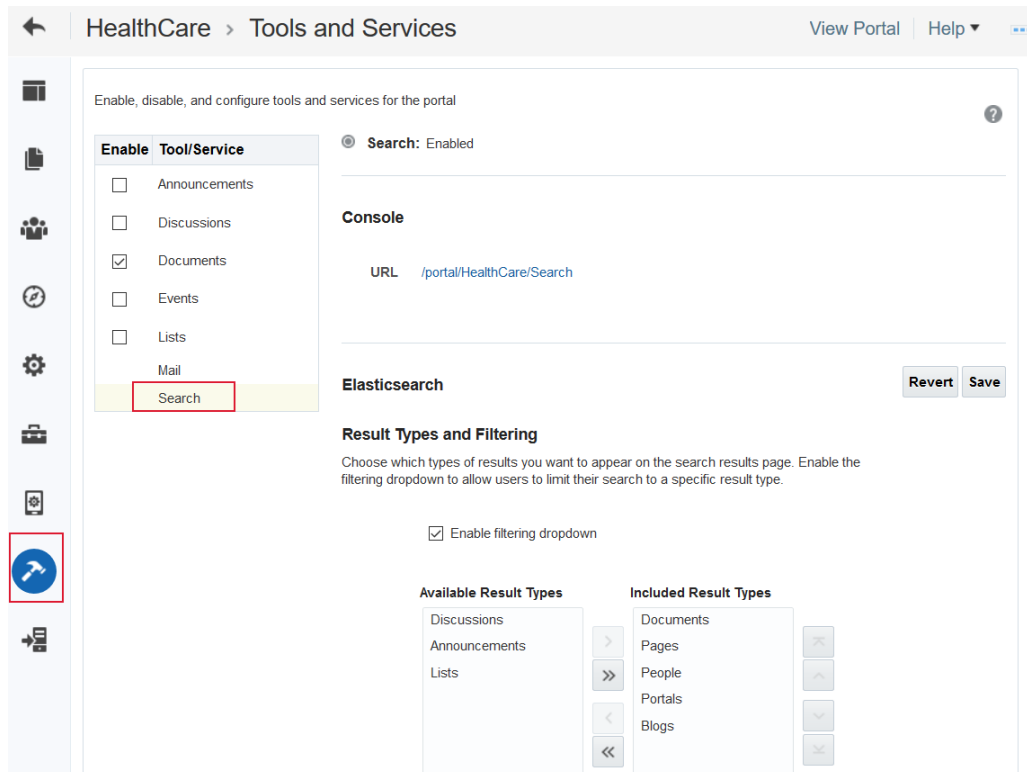 HealthCare > Tools and Services
View Portal
Help
Enable, disable, and configure tools and services for the portal
Enable Tool/Service
Announcements
Discussions
Documents
Events
Lists
Mail
Search
Search: Enabled
Console
URL /portal/HealthCare/Search
Elasticsearch
Revert Save
Result Types and Filtering
Choose which types of results you want to appear on the search results page. Enable the
filtering dropdown to allow users to limit their search to a specific result type.
Enable filtering dropdown
Available Result Types
Discussions
Announcements
Lists
Included Result Types
Documents
Pages
People
Portals
Blogs